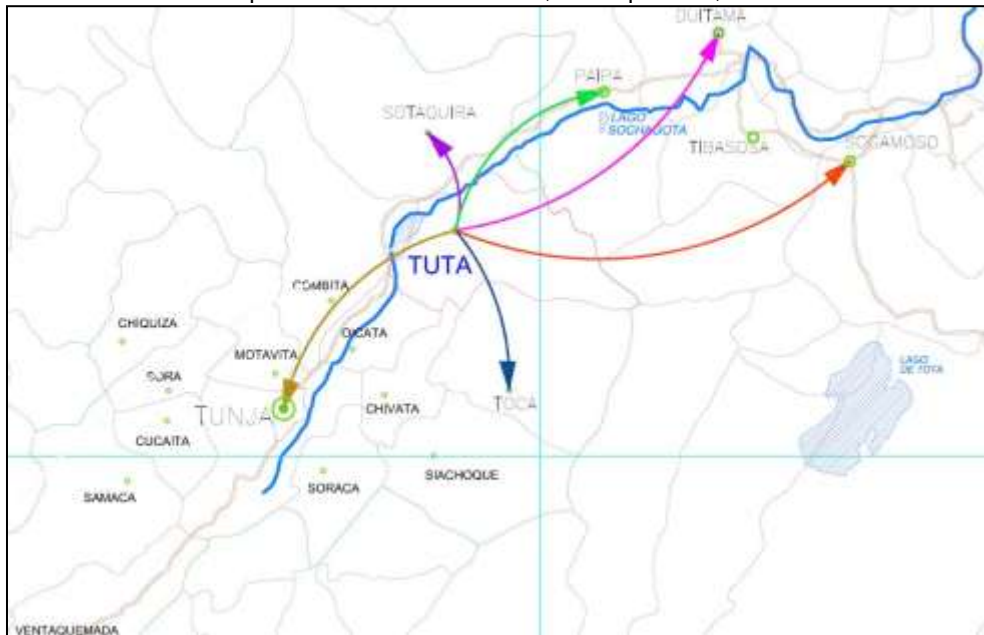 DUITAMA
PAIPA
SOTAQUIRA
LAGO
SOCHAGOTA
TIBASOSA
SOGAMOSO
TUTA
COMBITA
CHIQUIZA
OICATA
MOTAVITA
LAGO
DE TOTA
SORA
TOCA
CHIVATA
TUNJA
CUCAITA
SIACHOQUE
SORACA
SAMACA
VENTAQUEMADA